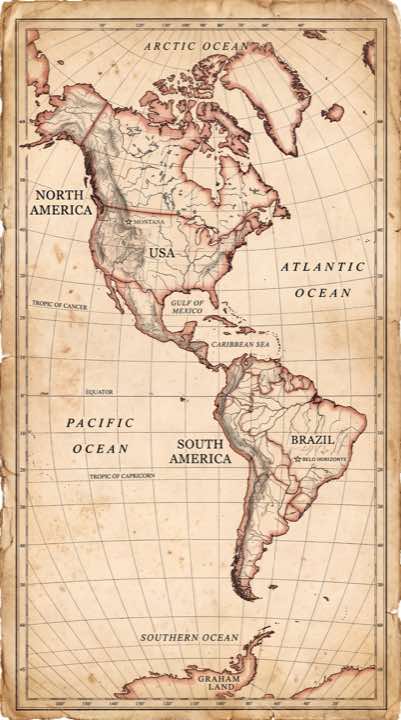 ARCTIC OCEAN
NORTH
AMERICA
MONTANA
USA
ATLANTIC
OCEAN
TROPIC OF CANCER
GULF OF
MEXICO
CARIBBEAN SEA
EQUATOR
PACIFIC
OCEAN
SOUTH
AMERICA
BRAZIL
BELO HORIZONTE
TROPIC OF CAPRICORN
SOUTHERN OCEAN
GRAHAM
LAND